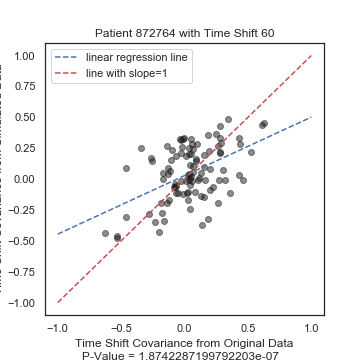 Patient 872764 with Time Shift 60
linear regression line
line with slope=1
1.00
0.75
0.50
0.25
0.00
−0.25
−0.50
−0.75
−1.00
−1.0
−0.5
0.0
0.5
1.0
Time Shift Covariance from Original Data
P-Value = 1.8742287199792203e-07